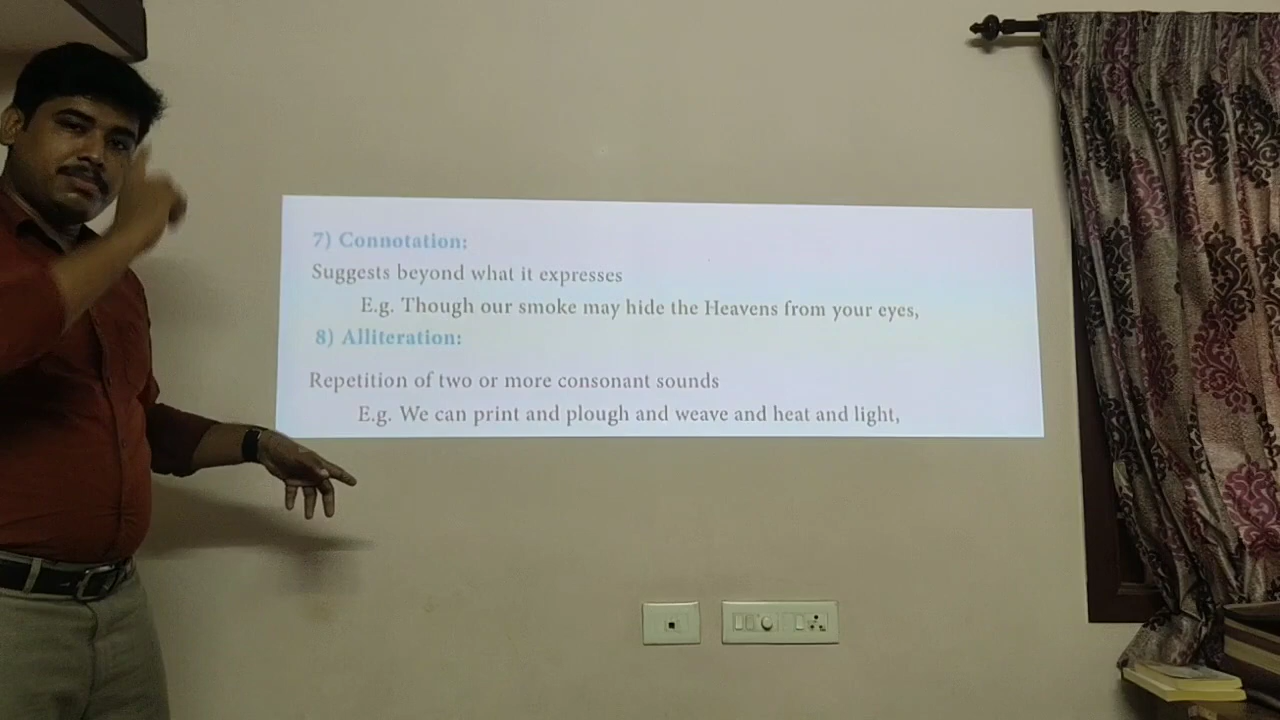 7) Connotation:
Suggests beyond what it expresses
E.g. Though our smoke may hide the Heavens from your eyes,
8) Alliteration:
Repetition of two or more consonant sounds
E.g. We can print and plough and weave and heat and light,